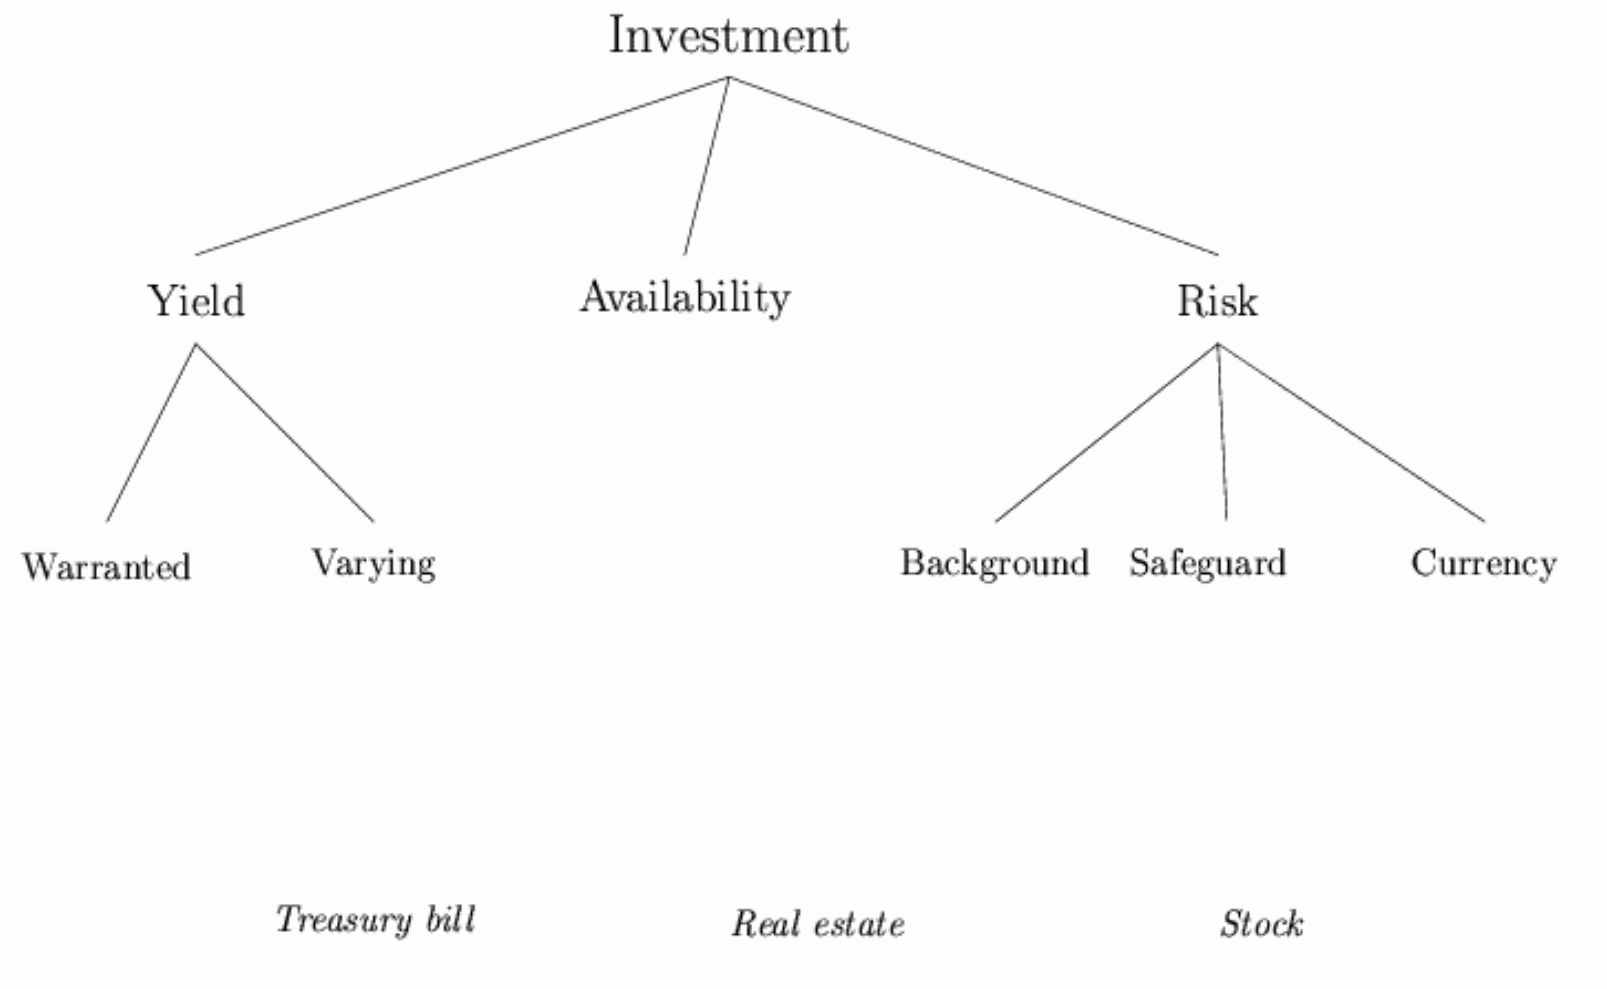 Investment
Yield Availability Risk
Warranted Varying Background Safeguard Currency
Treasury bill Real estate Stock